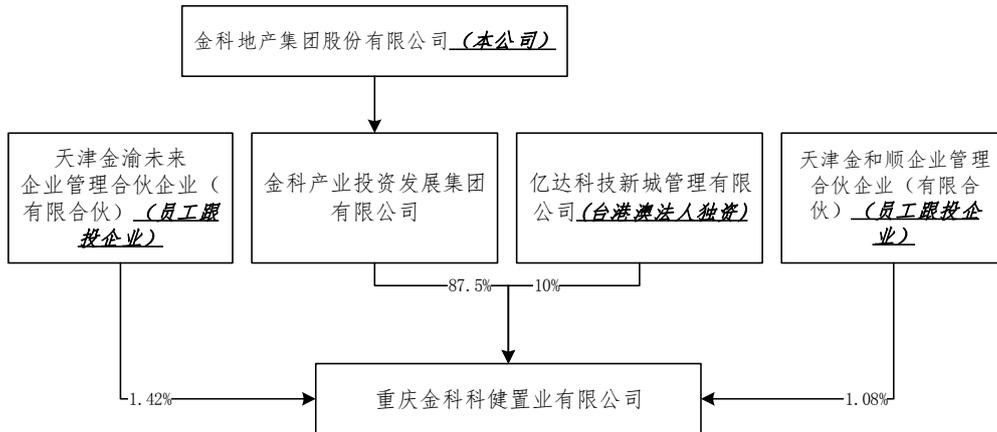 金科地产集团股份有限公司（本公司）
天津金渝未来
企业管理合伙企业（
有限合伙）（员工跟
投企业）
金科产业投资发展集团
有限公司
亿达科技新城管理有限
公司(台港澳法人独资)
天津金和顺企业管理
合伙企业（有限合
伙）（员工跟投企
业）
87.5%
10%
1.42%
重庆金科科健置业有限公司
1.08%